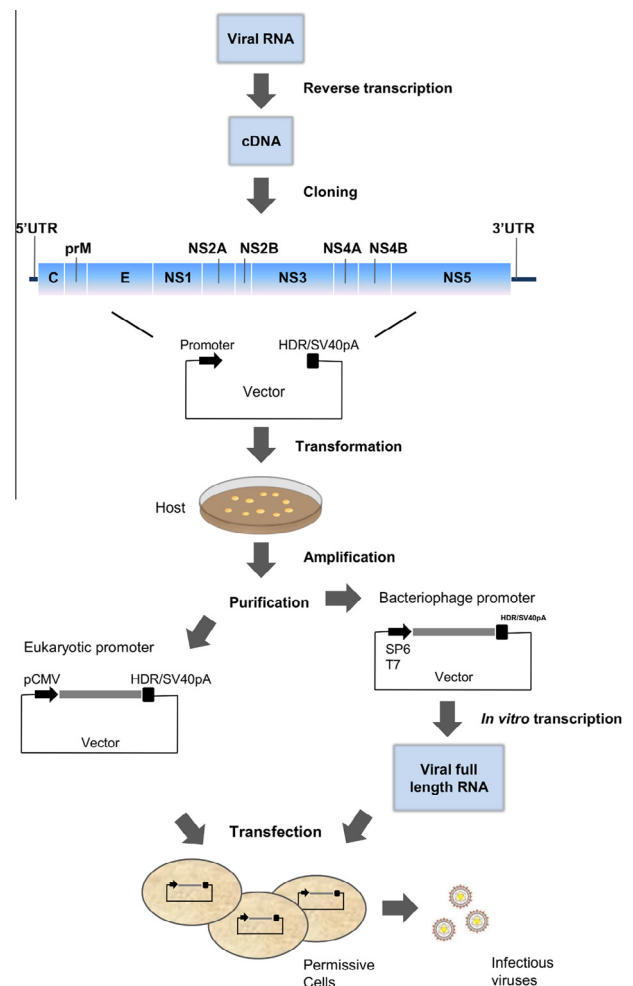 Viral RNA
Reverse transcription
cDNA
Cloning
5'UTR
3'UTR
prM
NS2A
NS2B
NS4A
NS4B
C
E
NS1
NS3
NS5
Promoter
HDR/SV40pA
Vector
Transformation
Host
Amplification
Purification
Bacteriophage promoter
HDR/SV40pA
SP6
T7
Vector
Eukaryotic promoter
pCMV
HDR/SV40pA
Vector
In vitro transcription
Viral full
length RNA
Transfection
Permissive
Cells
Infectious
viruses